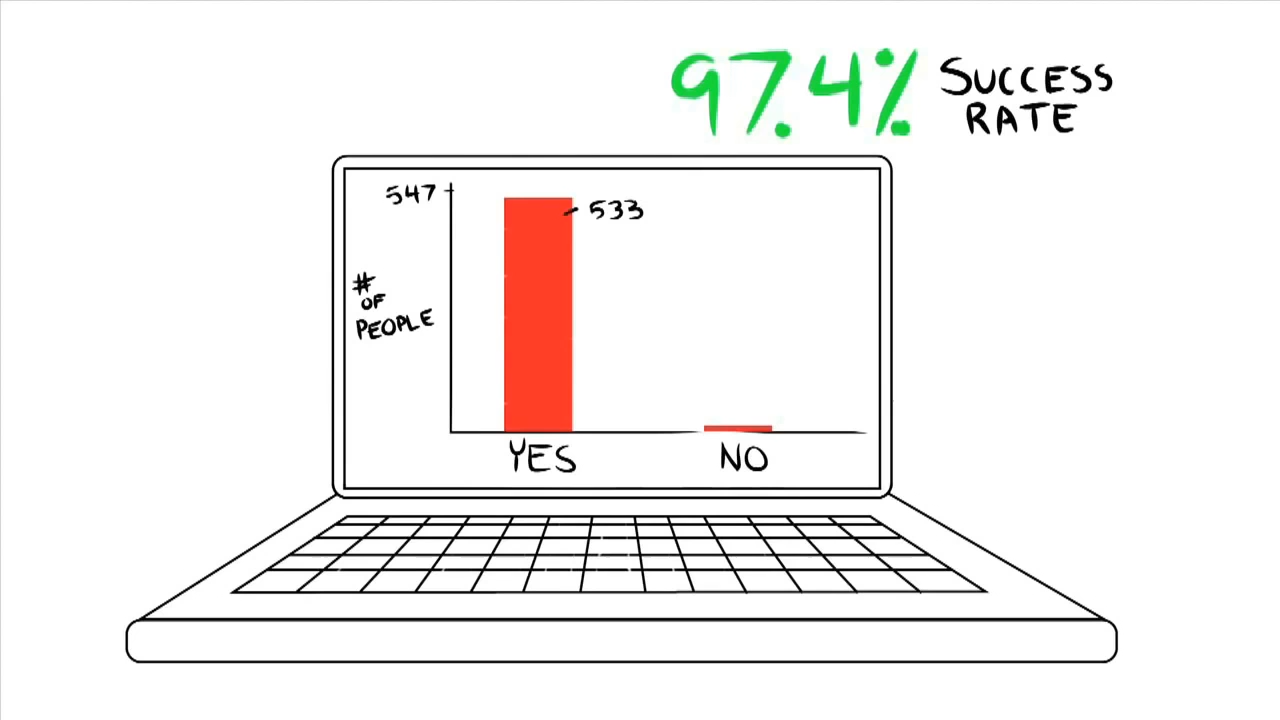 97.4% SUCCESS
RATE
547
533
#
OF
PEOPLE
YES NO